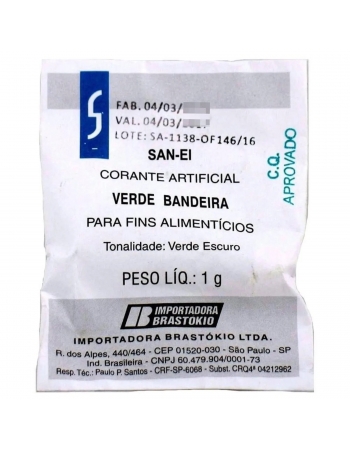 FAB. 04/03/
VAL. 04/03/
LOTE: SA-1138-OF146/16
SAN-EI
CORANTE ARTIFICIAL
VERDE BANDEIRA
PARA FINS ALIMENTÍCIOS
Tonalidade: Verde Escuro
C.Q.
APROVADO
PESO LÍQ.: 1 g
IMPORTADORA
BRASTOKIO
IMPORTADORA BRASTÓKIO LTDA.
R. dos Alpes, 440/464 - CEP 01520-030 - São Paulo - SP
Ind. Brasileira - CNPJ 60.479.904/0001-73
Resp. Téc.: Paulo P. Santos - CRF-SP-6068 - Subst. CRQ4ª 04212962